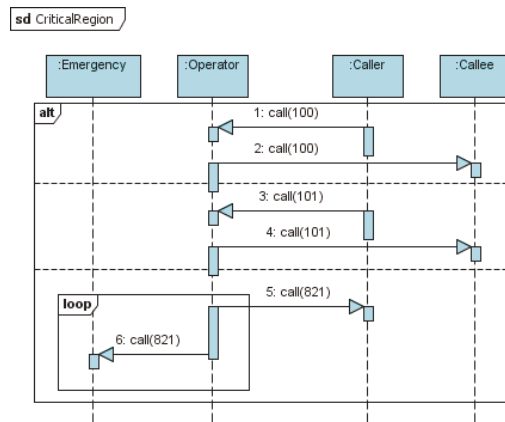 sd CriticalRegion
:Emergency :Operator :Caller :Callee
alt
1: call(100)
2: call(100)
3: call(101)
4: call(101)
5: call(821)
loop
6: call(821)